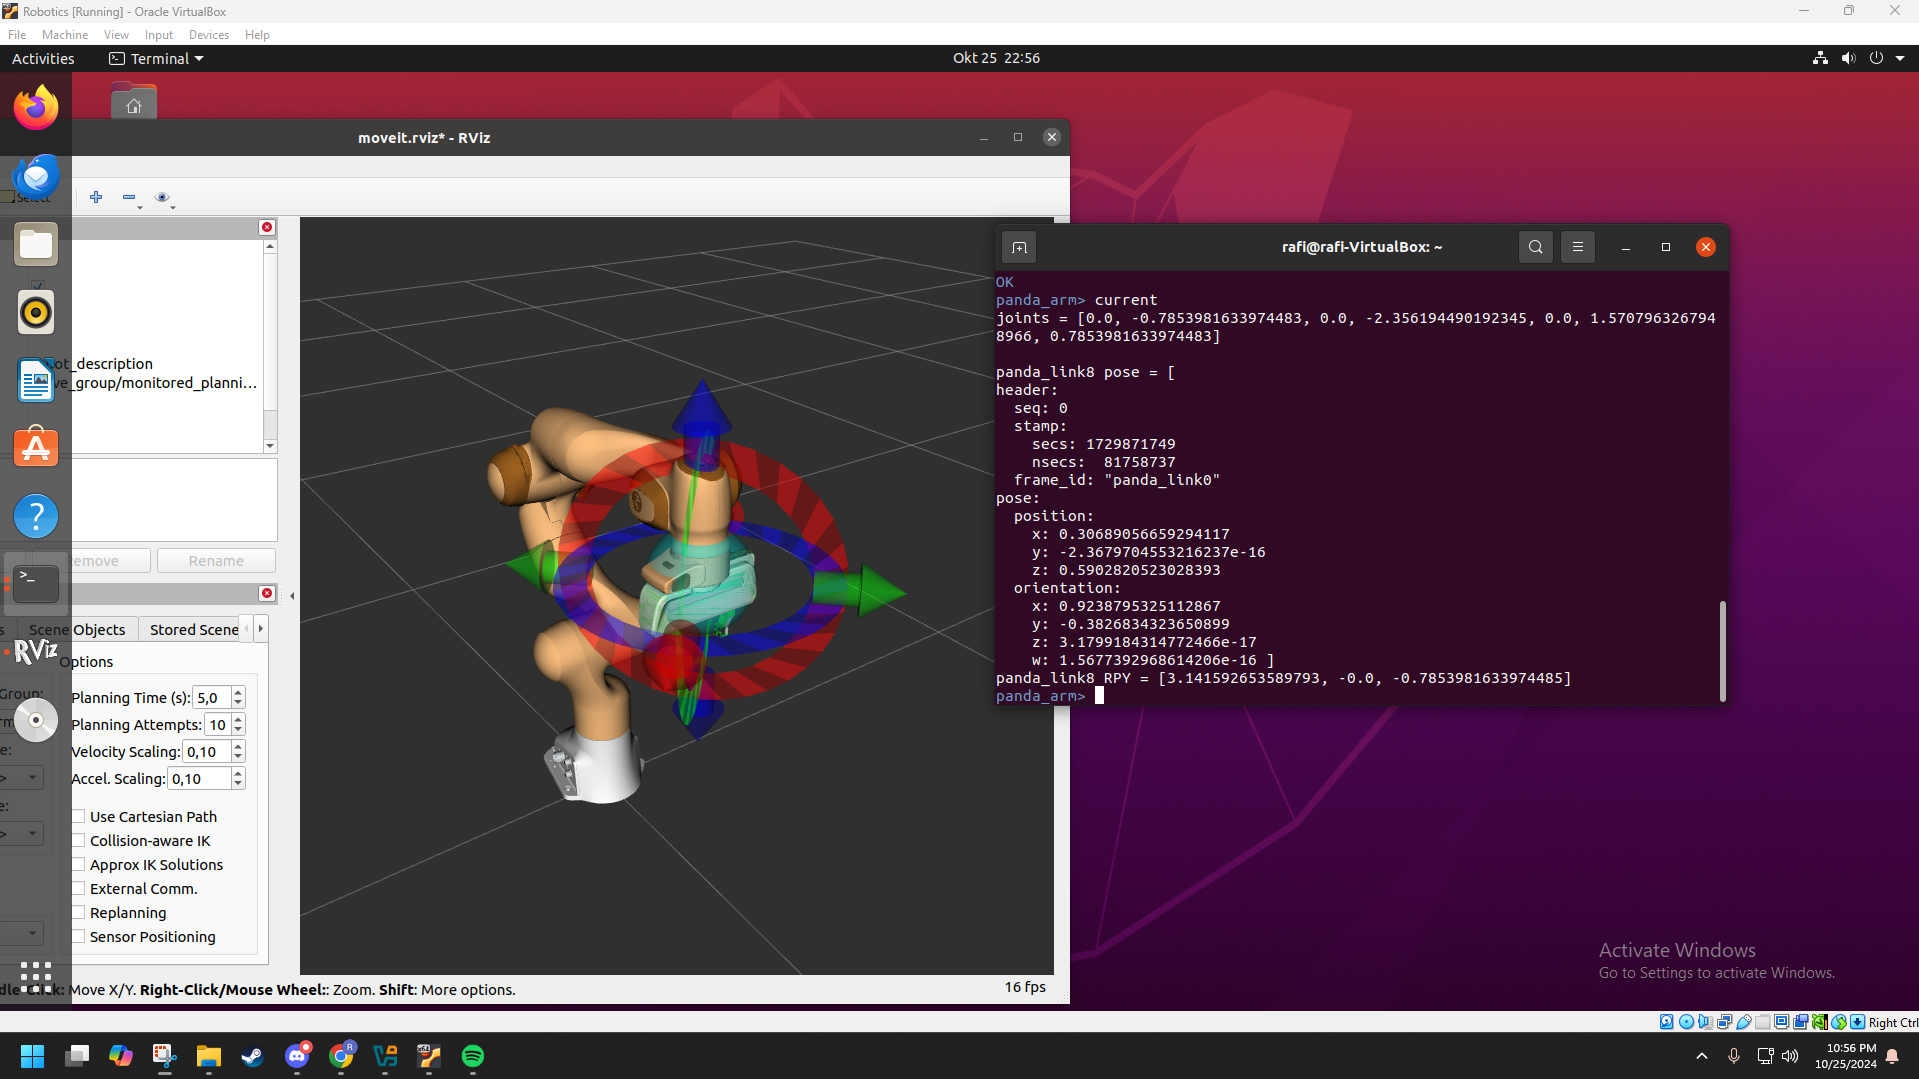 Robotics [Running] - Oracle VirtualBox
File Machine View Input Devices Help
Activities Terminal Okt 25 22:56
moveit.rviz* - RViz
Select
ot_description
ve_group/monitored_planni...
emove Rename
s Scene Objects Stored Scene
Options
Group:
Planning Time (s): 5,0
Planning Attempts: 10
Velocity Scaling: 0,10
Accel. Scaling: 0,10
Use Cartesian Path
Collision-aware IK
Approx IK Solutions
External Comm.
Replanning
Sensor Positioning
RViz
dle-Click: Move X/Y. Right-Click/Mouse Wheel:: Zoom. Shift: More options.
16 fps
rafi@rafi-VirtualBox: ~
OK
panda_arm> current
joints = [0.0, -0.7853981633974483, 0.0, -2.356194490192345, 0.0, 1.570796326794
8966, 0.7853981633974483]
panda_link8 pose = [
header:
seq: 0
stamp:
secs: 1729871749
nsecs: 81758737
frame_id: "panda_link0"
pose:
position:
x: 0.306890566592941​17
y: -2.3679704553216237e-16
z: 0.5902820523028393
orientation:
x: 0.9238795325112867
y: -0.3826834323650899
z: 3.1799184314772466e-17
w: 1.5677392968614206e-16 ]
panda_link8 RPY = [3.141592653589793, -0.0, -0.7853981633974485]
panda_arm>
Activate Windows
Go to Settings to activate Windows.
Right Ctrl
10:56 PM
10/25/2024